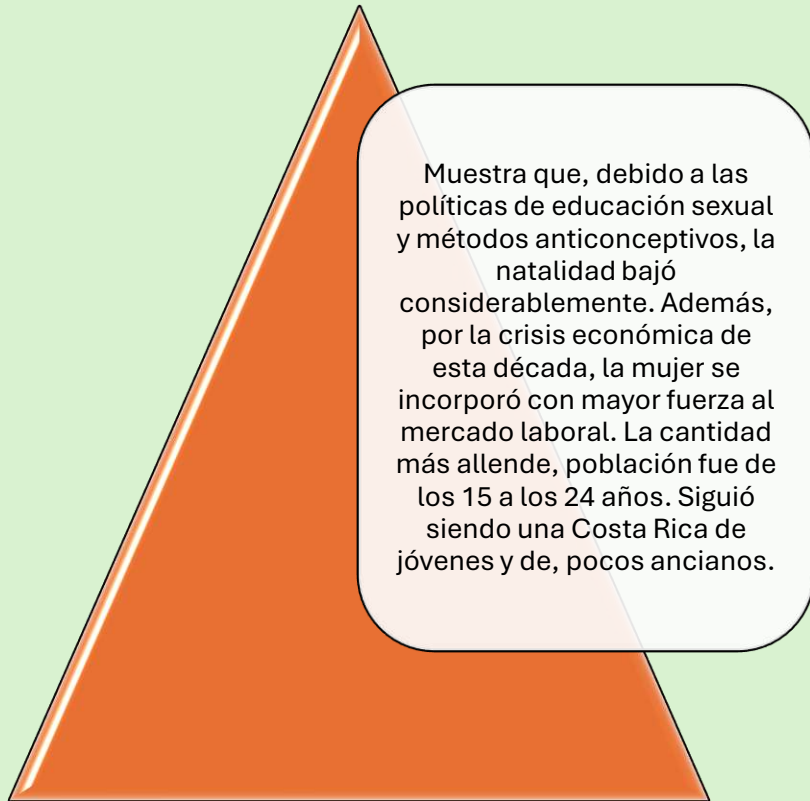 Muestra que, debido a las
políticas de educación sexual
y métodos anticonceptivos, la
natalidad bajó
considerablemente. Además,
por la crisis económica de
esta década, la mujer se
incorporó con mayor fuerza al
mercado laboral. La cantidad
más allende, población fue de
los 15 a los 24 años. Siguió
siendo una Costa Rica de
jóvenes y de, pocos ancianos.